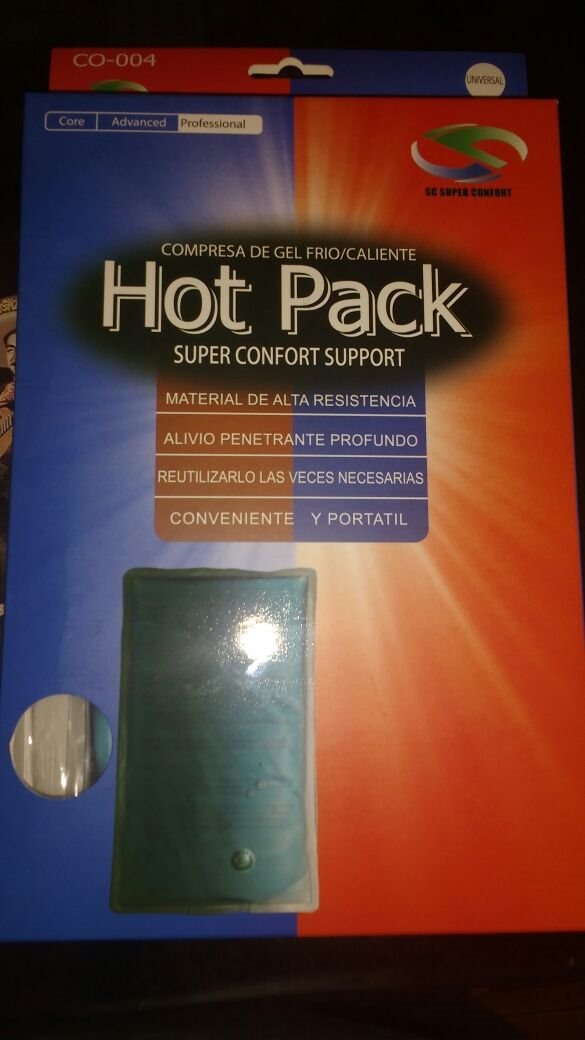 CO-004
UNIVERSAL
Core Advanced Professional
SC SUPER CONFORT
COMPRESA DE GEL FRIO/CALIENTE
Hot Pack
SUPER CONFORT SUPPORT
MATERIAL DE ALTA RESISTENCIA
ALIVIO PENETRANTE PROFUNDO
REUTILIZARLO LAS VECES NECESARIAS
CONVENIENTE Y PORTATIL